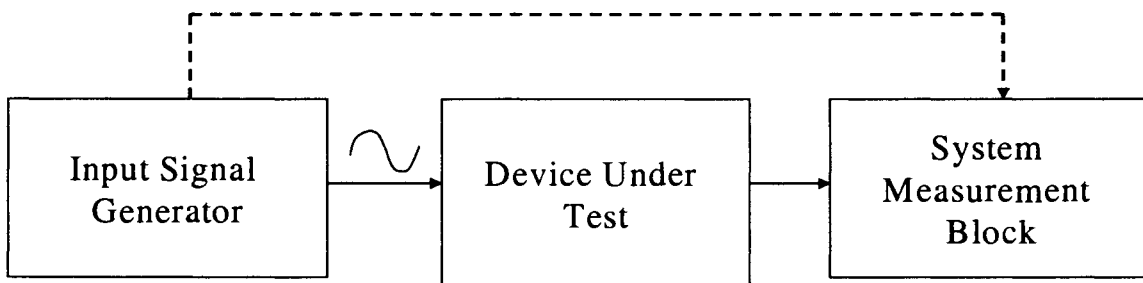 Input Signal
Generator
Device Under
Test
System
Measurement
Block